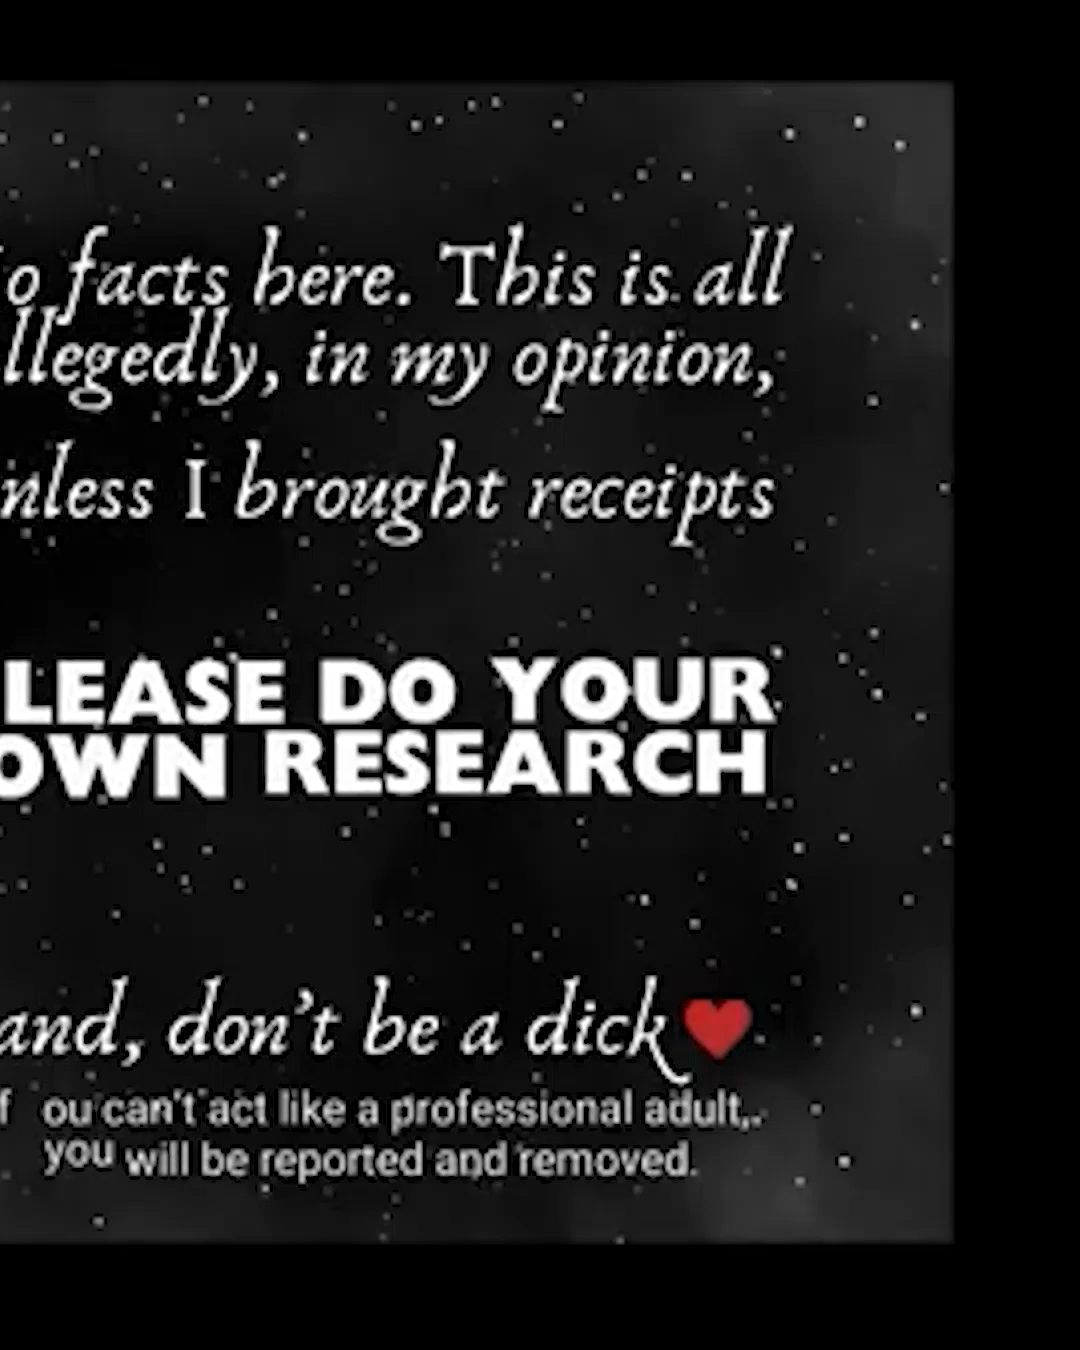 o facts here. This is all
llegedly, in my opinion,
nless I brought receipts
LEASE DO YOUR
OWN RESEARCH
and, don't be a dick❤
f ou can't act like a professional adult,.
you will be reported and removed.